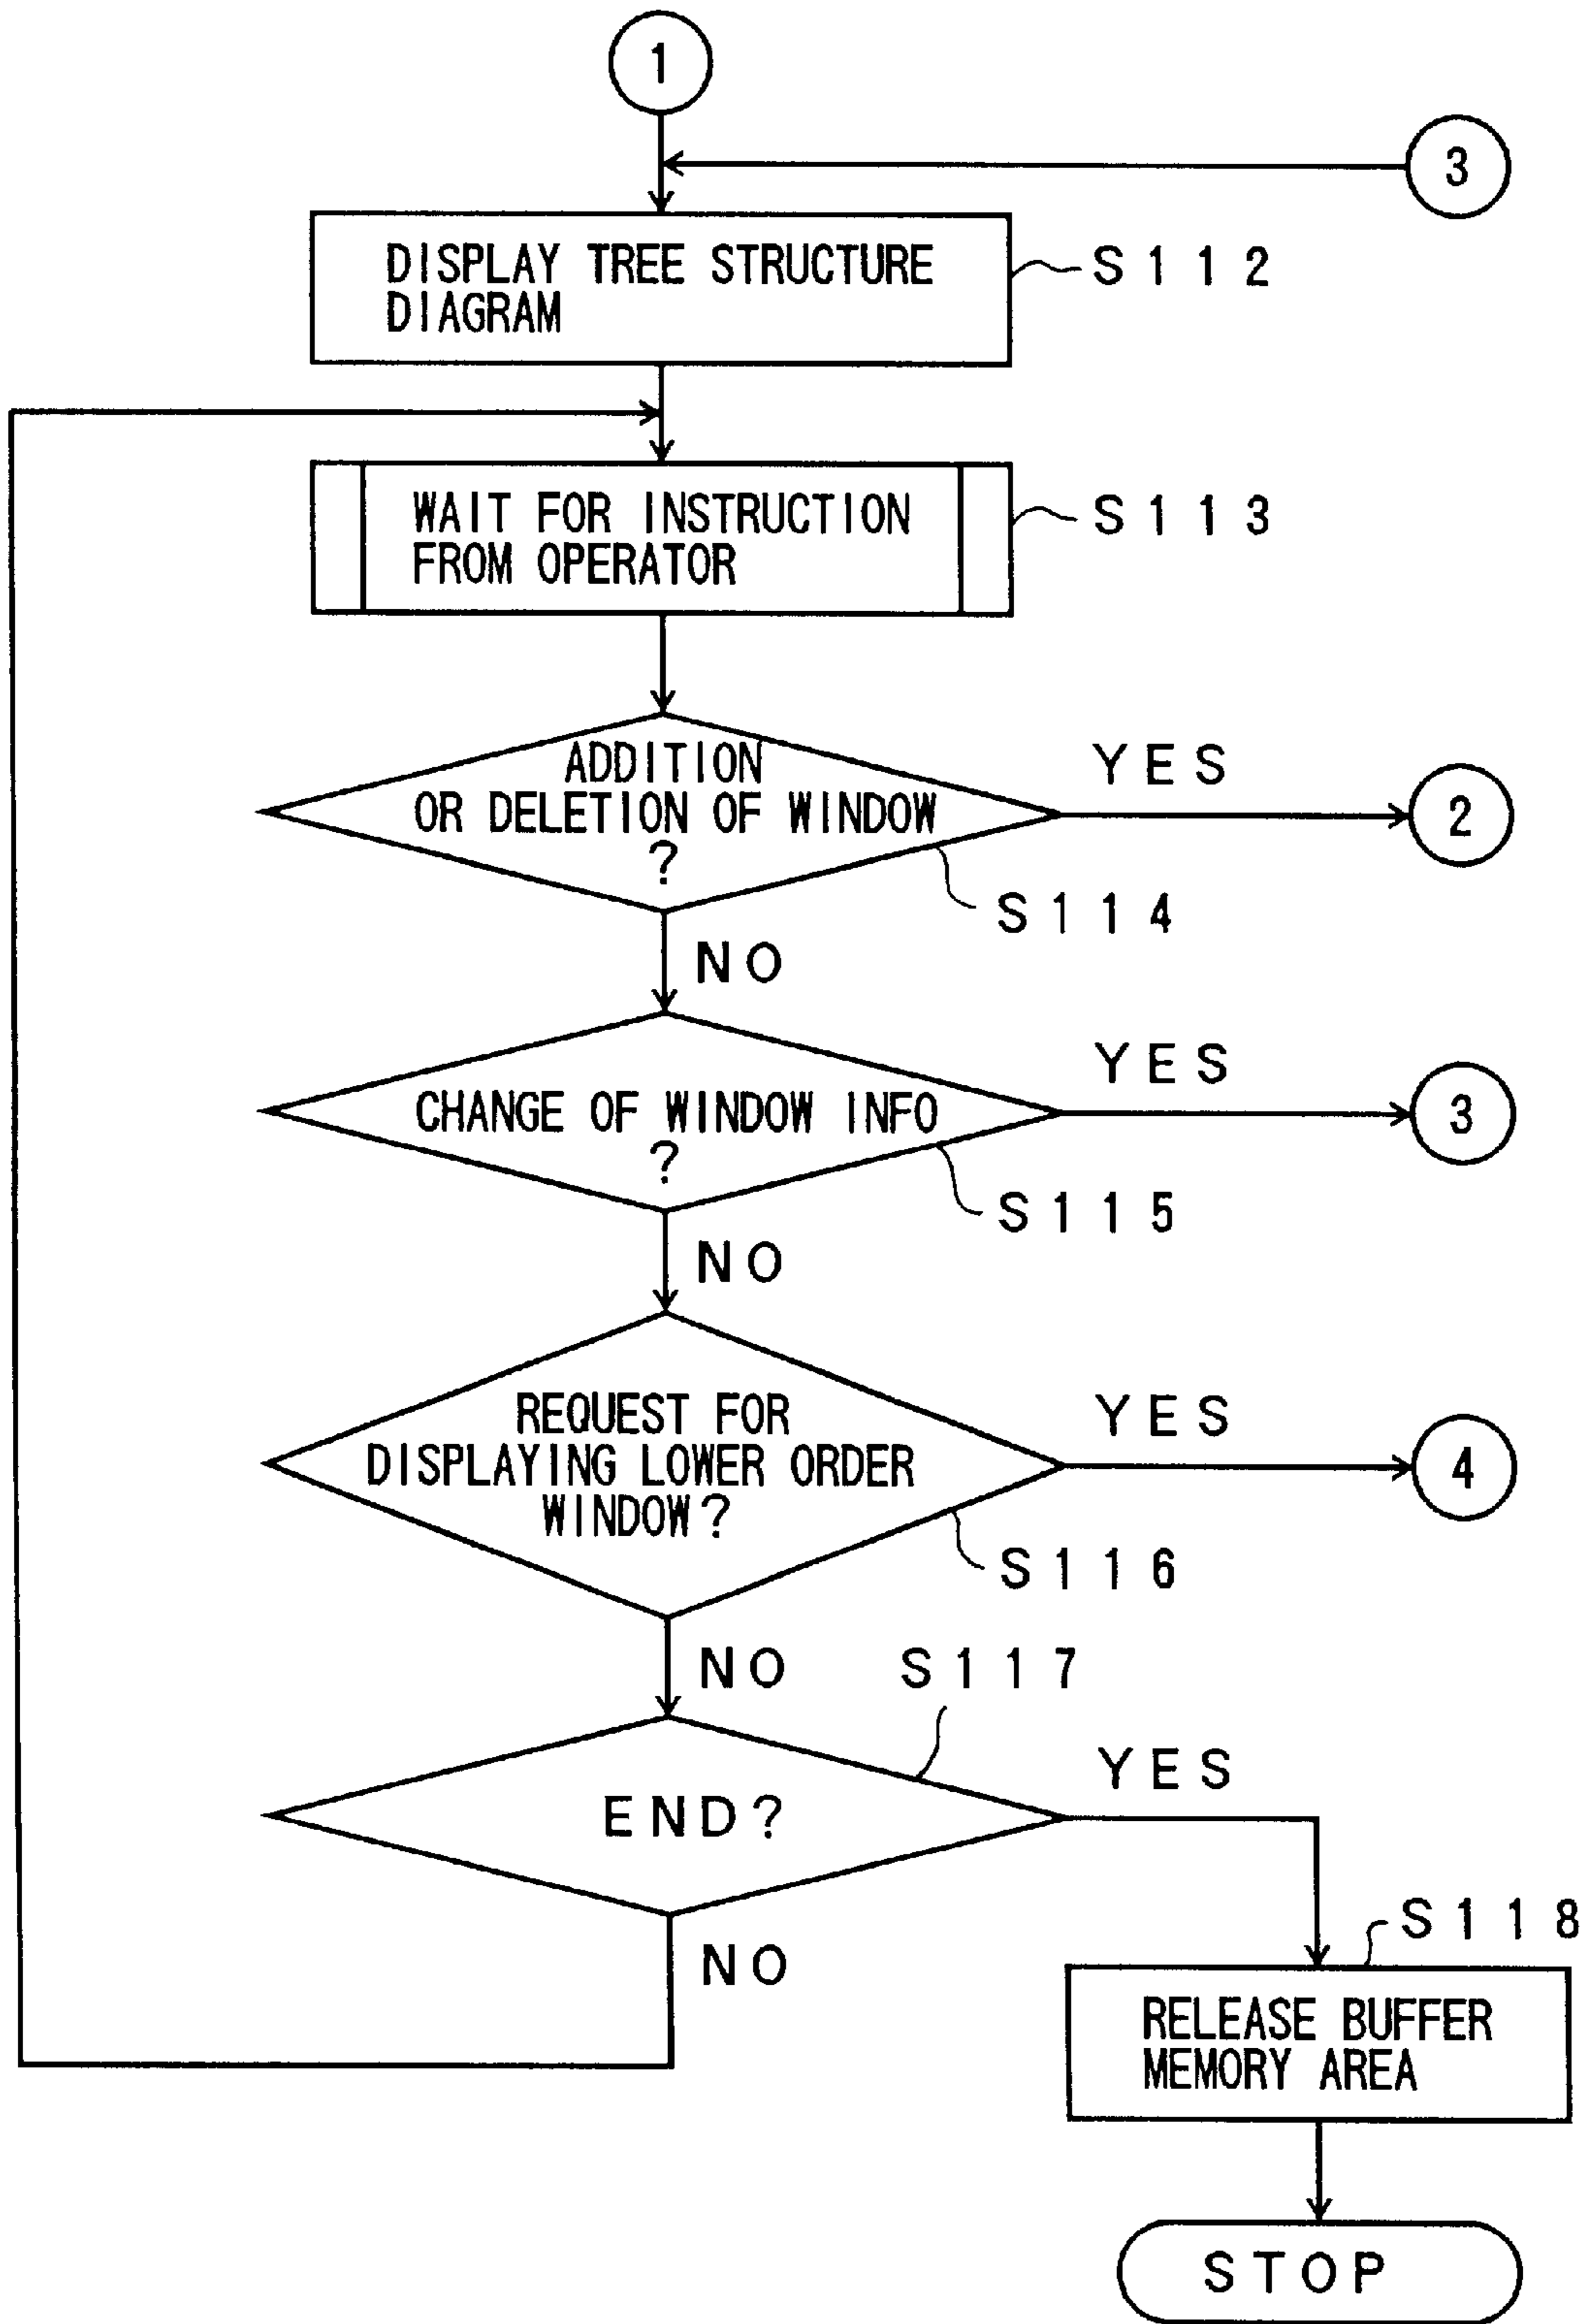 1
3
DISPLAY TREE STRUCTURE
DIAGRAM
S112
WAIT FOR INSTRUCTION
FROM OPERATOR
S113
ADDITION
OR DELETION OF WINDOW
?
YES
2
S114
NO
CHANGE OF WINDOW INFO
?
YES
3
S115
NO
REQUEST FOR
DISPLAYING LOWER ORDER
WINDOW?
YES
4
S116
NO
S117
END?
YES
NO
S118
RELEASE BUFFER
MEMORY AREA
STOP